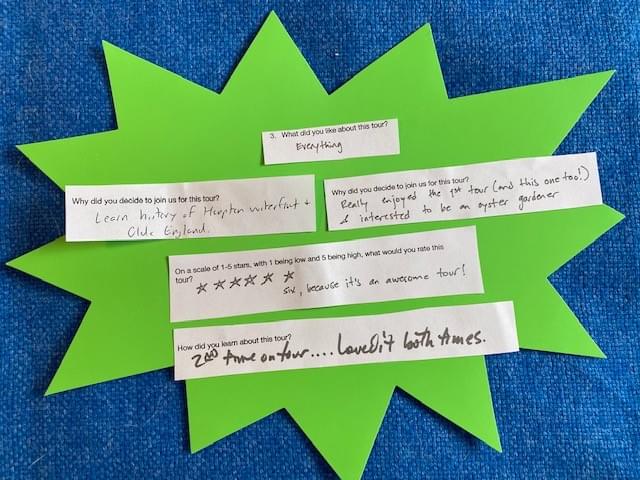 3. What did you like about this tour?
Everything
Why did you decide to join us for this tour?
Learn history of Hampton waterfront +
Olde England.
Why did you decide to join us for this tour?
Really enjoyed the 1st tour (and this one too!)
& interested to be an oyster gardener
On a scale of 1-5 stars, with 1 being low and 5 being high, what would you rate this
tour? ☆ ☆ ☆ ☆ ☆ ☆
six, because it's an awesome tour!
How did you learn about this tour?
2ND time on tour.... Loved it both times.